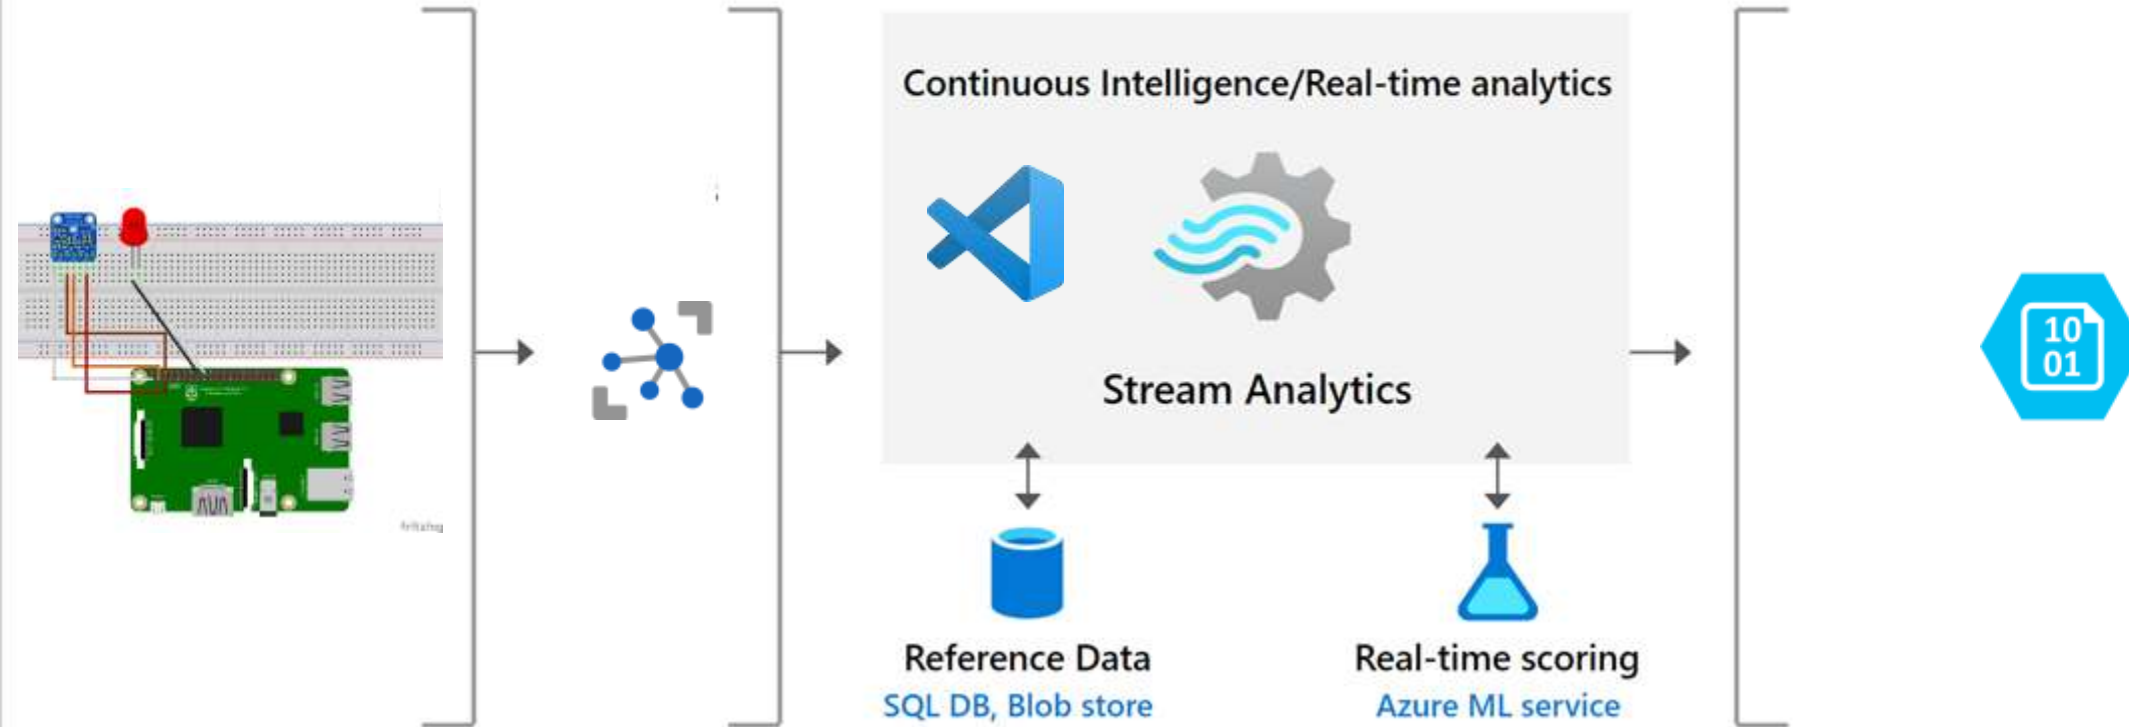 Continuous Intelligence/Real-time analytics
Stream Analytics
10
01
Reference Data
SQL DB, Blob store
Real-time scoring
Azure ML service